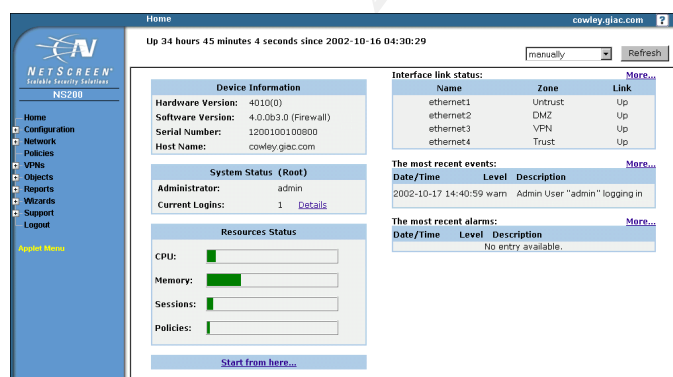 Home
cowley.giac.com ?
Up 34 hours 45 minutes 4 seconds since 2002-10-16 04:30:29
manually
Refresh
N
NETSCREEN
Scalable Security Solutions
NS200
Home
Configuration
Network
Policies
VPNs
Objects
Reports
Wizards
Support
Logout
Applet Menu
Device Information
Hardware Version: 4010(0)
Software Version: 4.0.0b3.0 (Firewall)
Serial Number: 1200100100800
Host Name: cowley.giac.com
System Status (Root)
Administrator: admin
Current Logins: 1 Details
Resources Status
CPU:
Memory:
Sessions:
Policies:
Start from here...
Interface link status: More...
Name Zone Link
ethernet1 Untrust Up
ethernet2 DMZ Up
ethernet3 VPN Up
ethernet4 Trust Up
The most recent events: More...
Date/Time Level Description
2002-10-17 14:40:59 warn Admin User "admin" logging in
The most recent alarms: More...
Date/Time Level Description
No entry available.